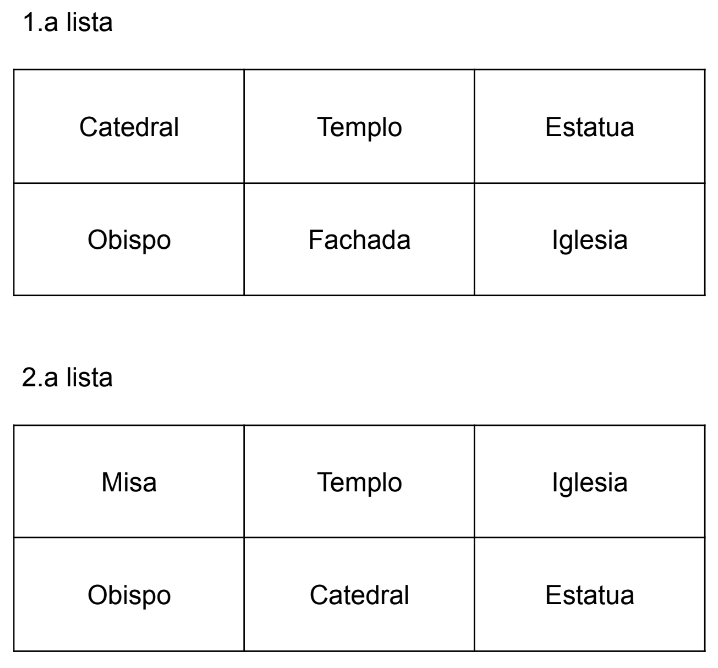 1.a lista
Catedral Templo Estatua
Obispo Fachada Iglesia
2.a lista
Misa Templo Iglesia
Obispo Catedral Estatua